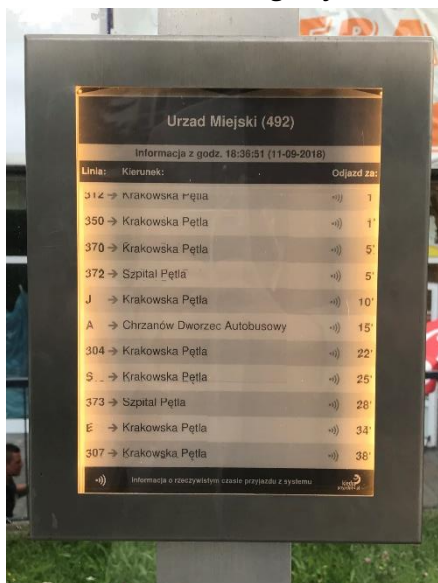 Urzad Miejski (492)
Informacja z godz. 18:36:51 (11-09-2018)
Linia: Kierunek: Odjazd za:
312 → Krakowska Pętla 1'
350 → Krakowska Pętla 1'
370 → Krakowska Pętla 5'
372 → Szpital Pętla 5'
J → Krakowska Pętla 10'
A → Chrzanów Dworzec Autobusowy 15'
304 → Krakowska Pętla 22'
S → Krakowska Pętla 25'
373 → Szpital Pętla 28'
E → Krakowska Pętla 34'
307 → Krakowska Pętla 38'
Informacja o rzeczywistym czasie przyjazdu z systemu